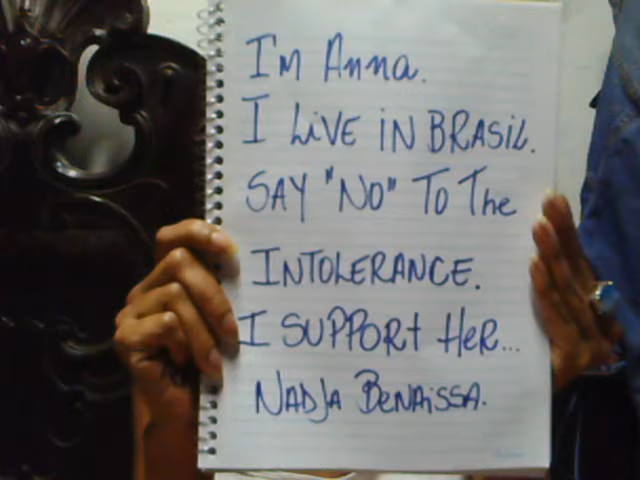 I'm Anna.
I LiVE iN BRASiL.
SAY "NO" To The
INTOLERANCE.
I SUPPORt HeR...
NADJA BeNAiSSA.